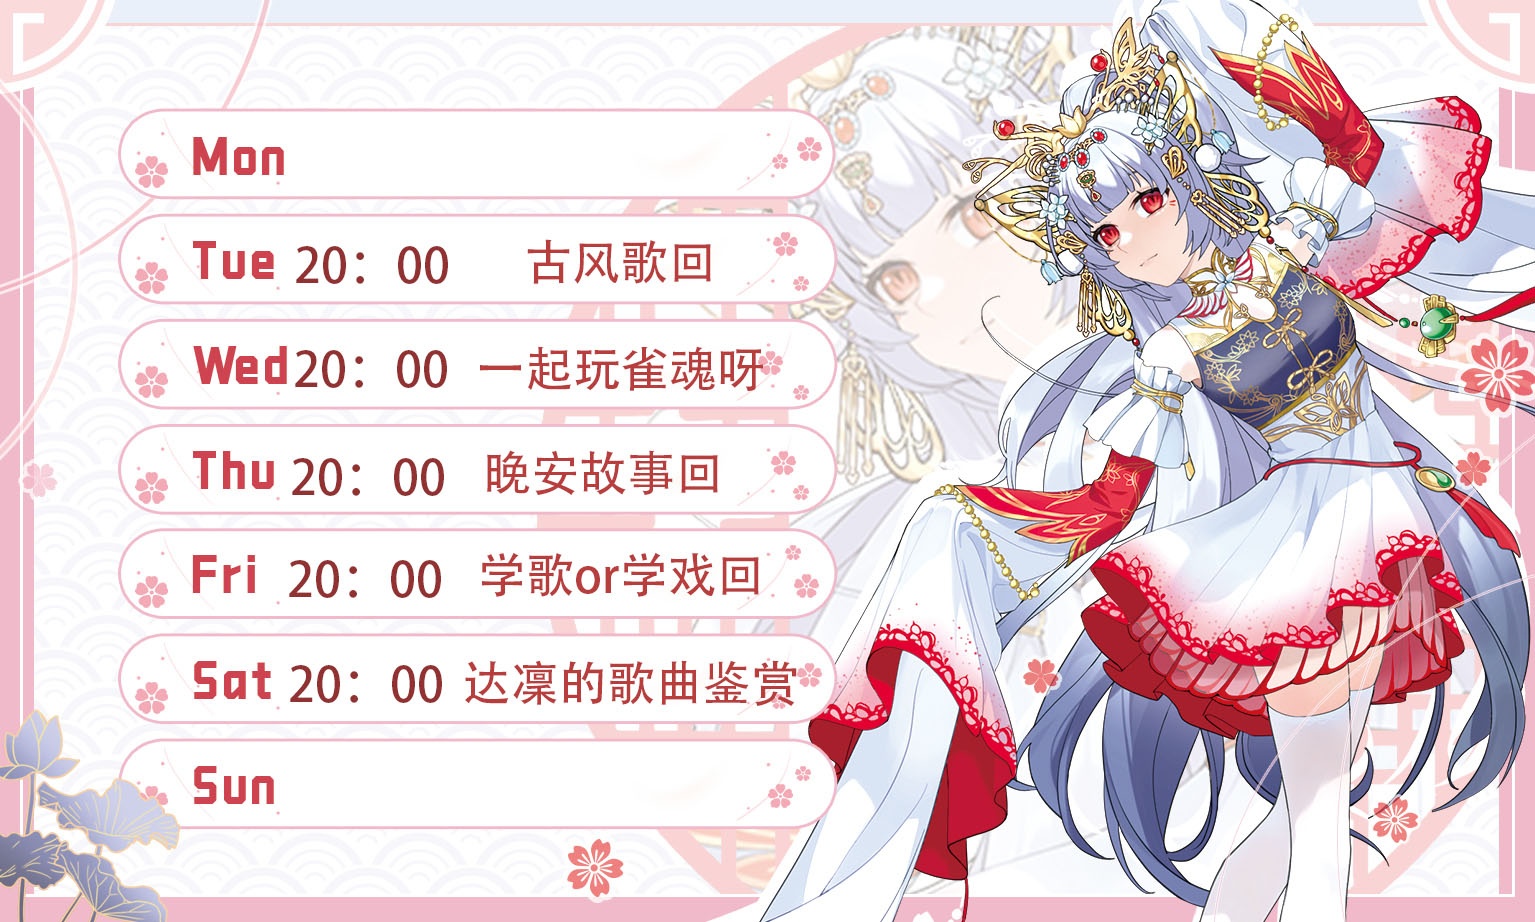 Mon
Tue 20：00 古风歌回
Wed 20：00 一起玩雀魂呀
Thu 20：00 晚安故事回
Fri 20：00 学歌or学戏回
Sat 20：00 达凛的歌曲鉴赏
Sun